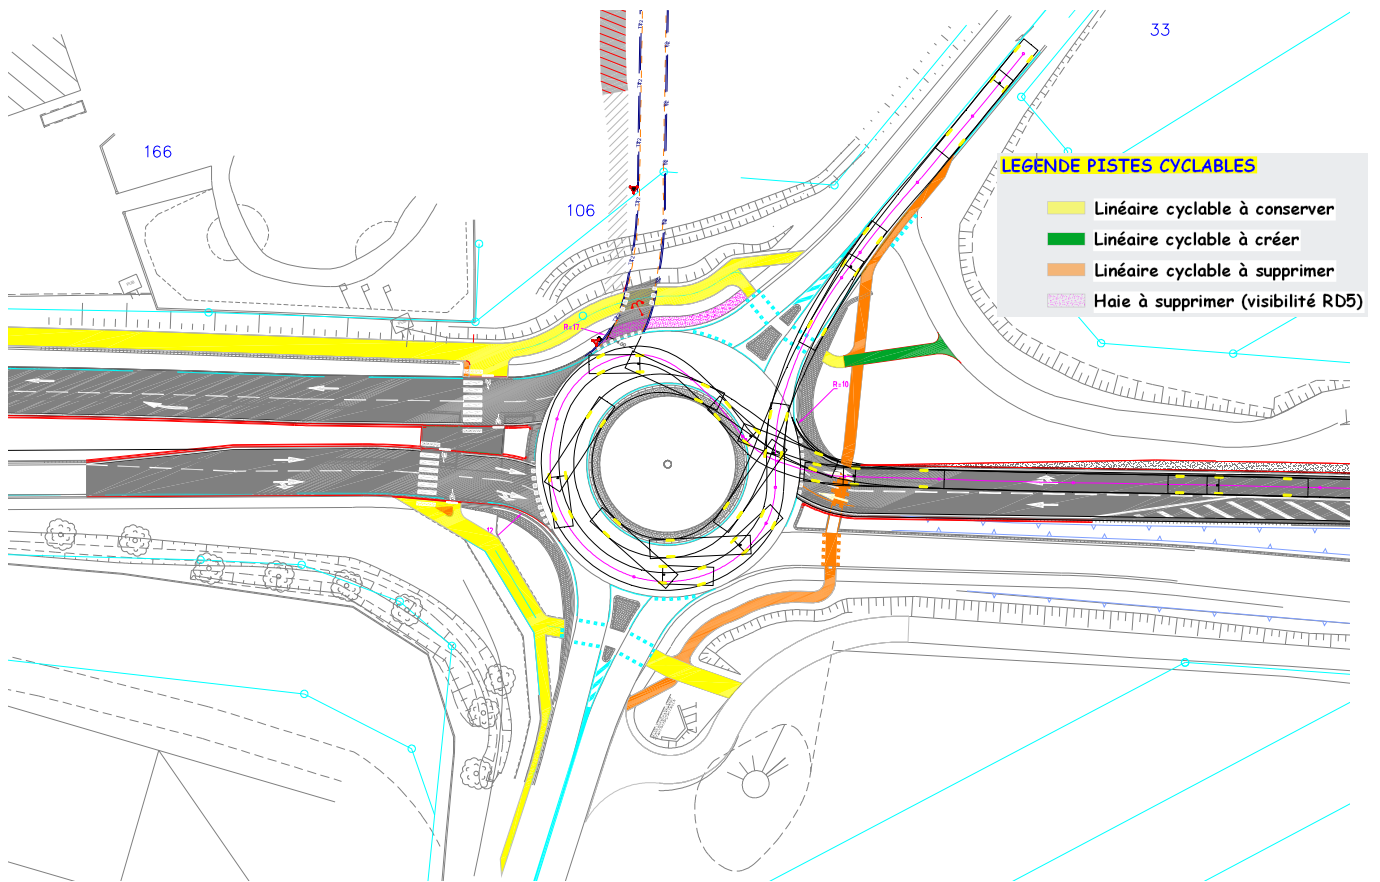 33
166
LEGENDE PISTES CYCLABLES
106
Linéaire cyclable à conserver
Linéaire cyclable à créer
Linéaire cyclable à supprimer
Haie à supprimer (visibilité RD5)
R=17
R=10
12